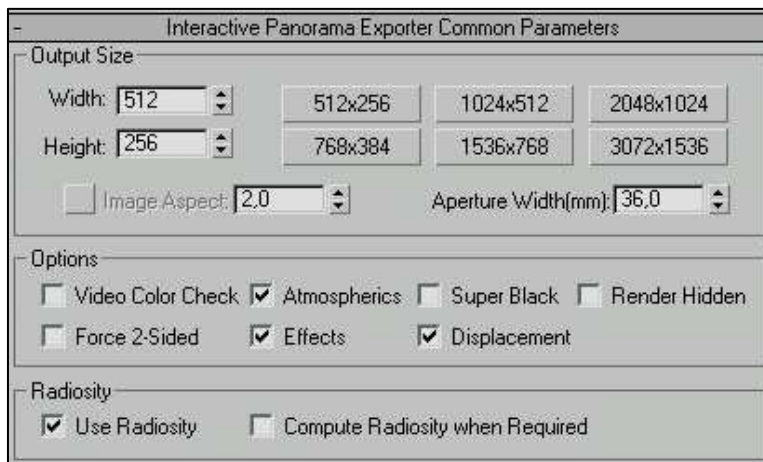 - Interactive Panorama Exporter Common Parameters
Output Size
Width: 512 512x256 1024x512 2048x1024
Height: 256 768x384 1536x768 3072x1536
Image Aspect: 2,0 Aperture Width(mm): 36,0
Options
Video Color Check Atmospherics Super Black Render Hidden
Force 2-Sided Effects Displacement
Radiosity
Use Radiosity Compute Radiosity when Required